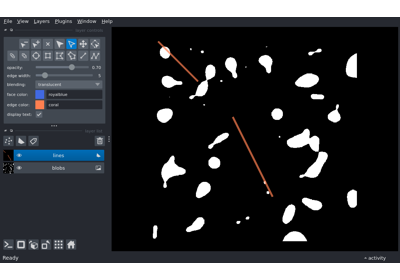 File View Layers Plugins Window Help
opacity: 0.70
edge width: 5
blending: translucent
face color: royalblue
edge color: coral
display text:
lines
blobs
Ready
activity